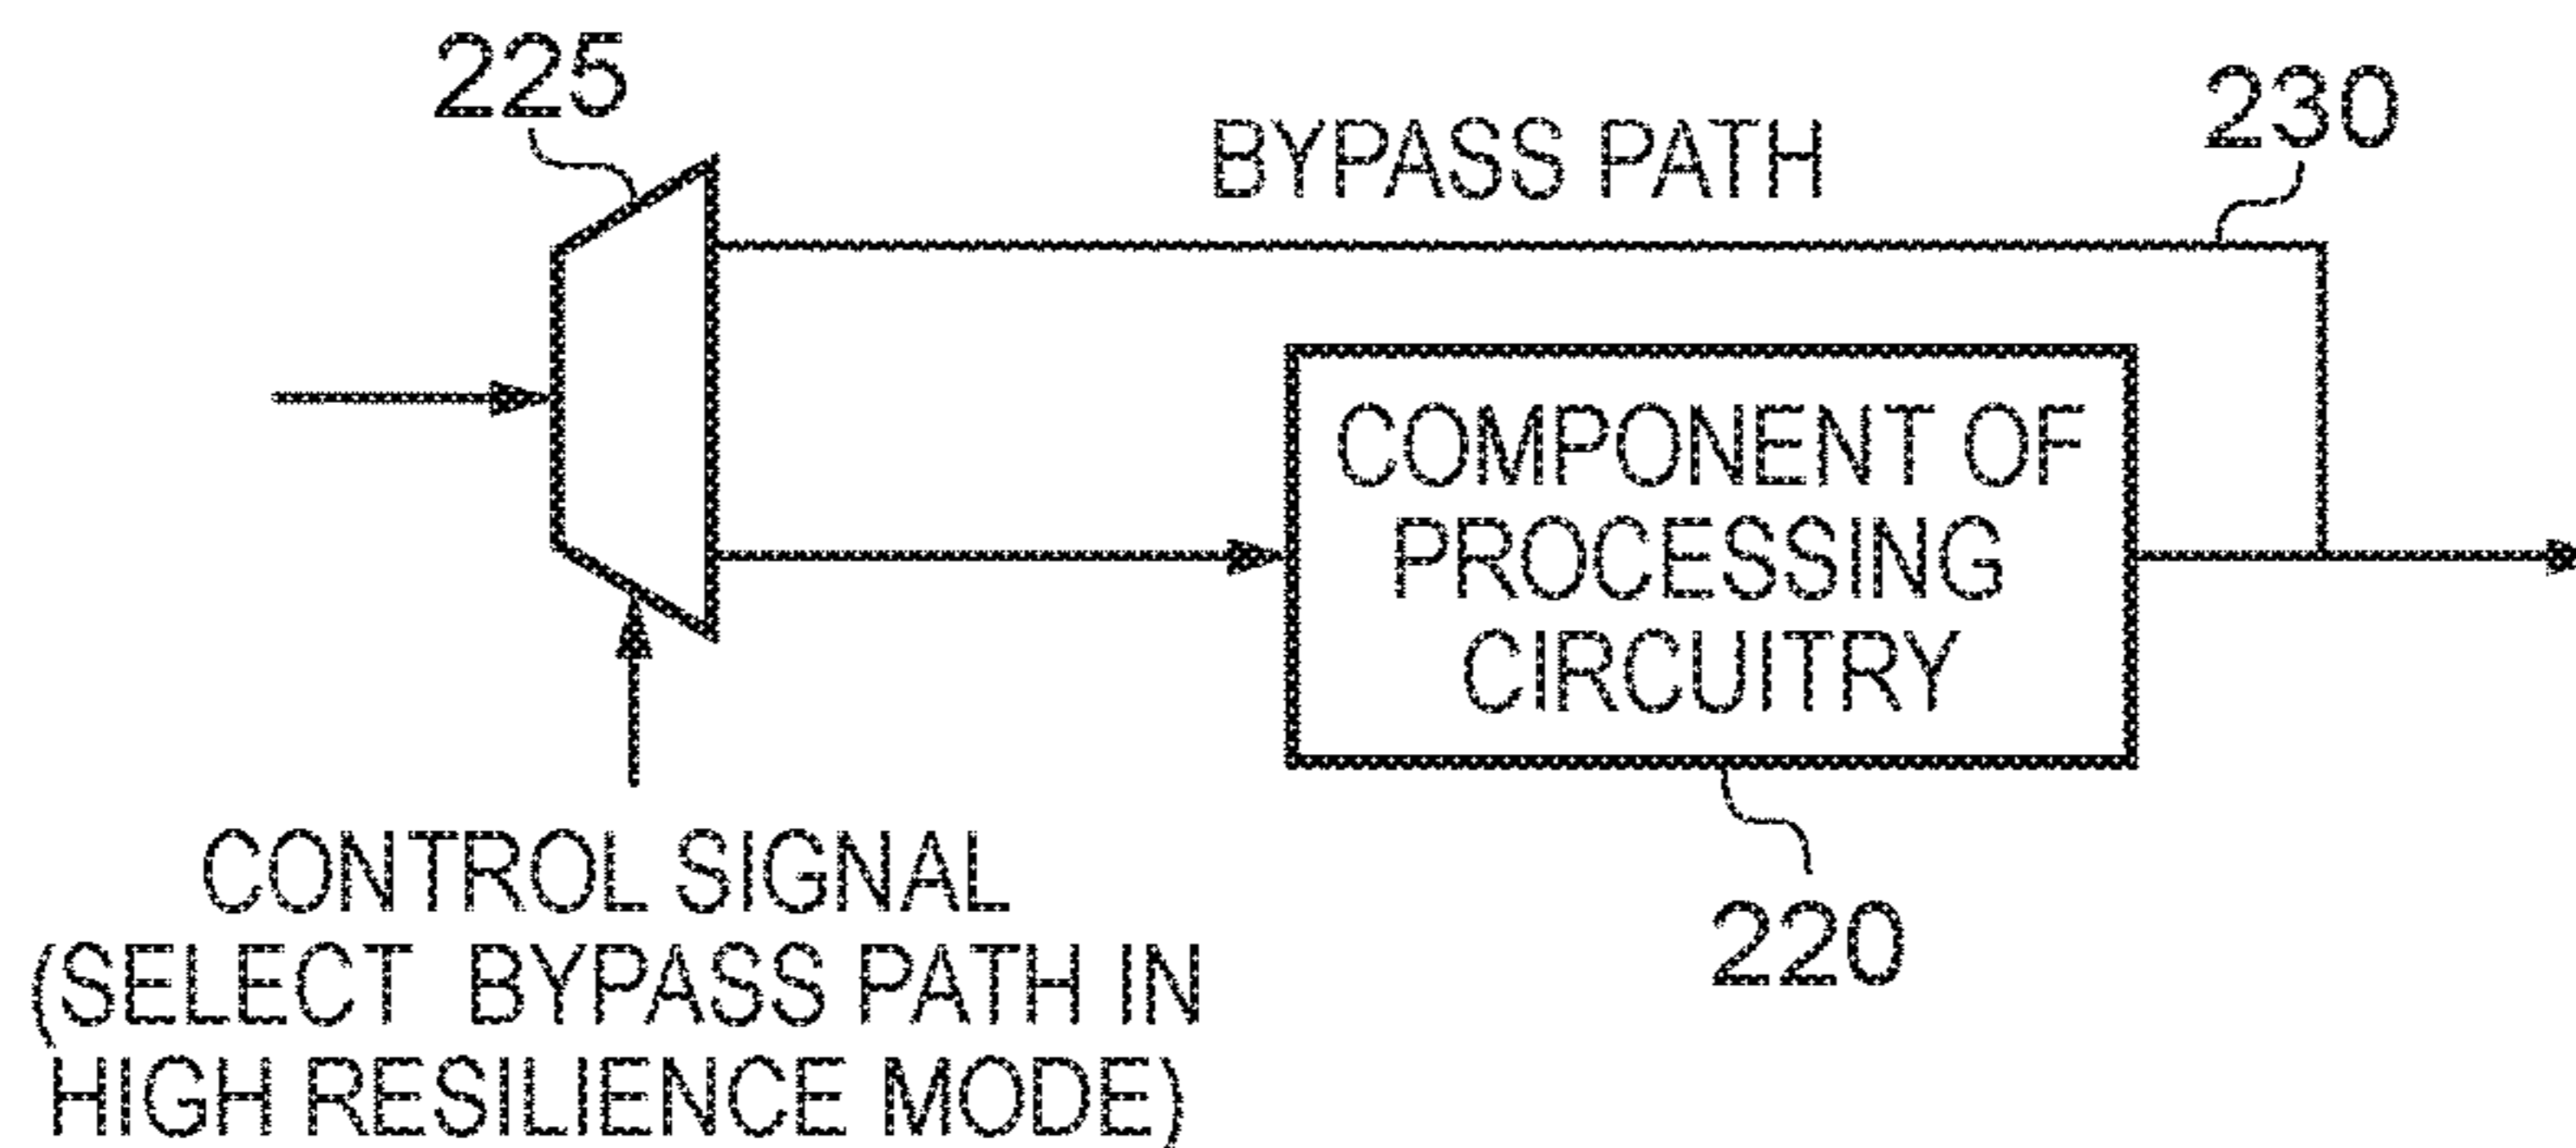 225
230
BYPASS PATH
COMPONENT OF
PROCESSING
CIRCUITRY
220
CONTROL SIGNAL
(SELECT BYPASS PATH IN
HIGH RESILIENCE MODE)